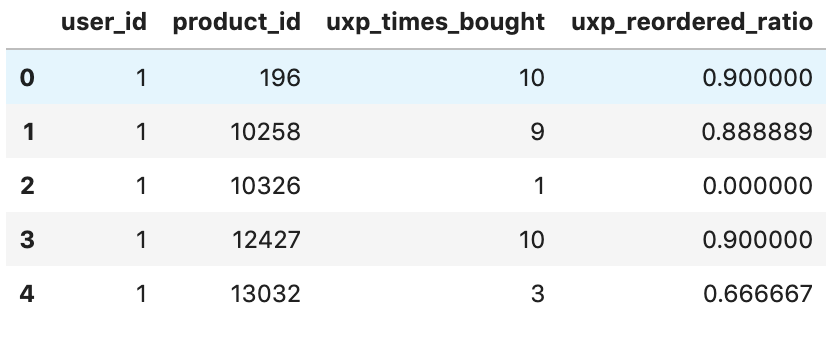 user_id product_id uxp_times_bought uxp_reordered_ratio
0 1 196 10 0.900000
1 1 10258 9 0.888889
2 1 10326 1 0.000000
3 1 12427 10 0.900000
4 1 13032 3 0.666667